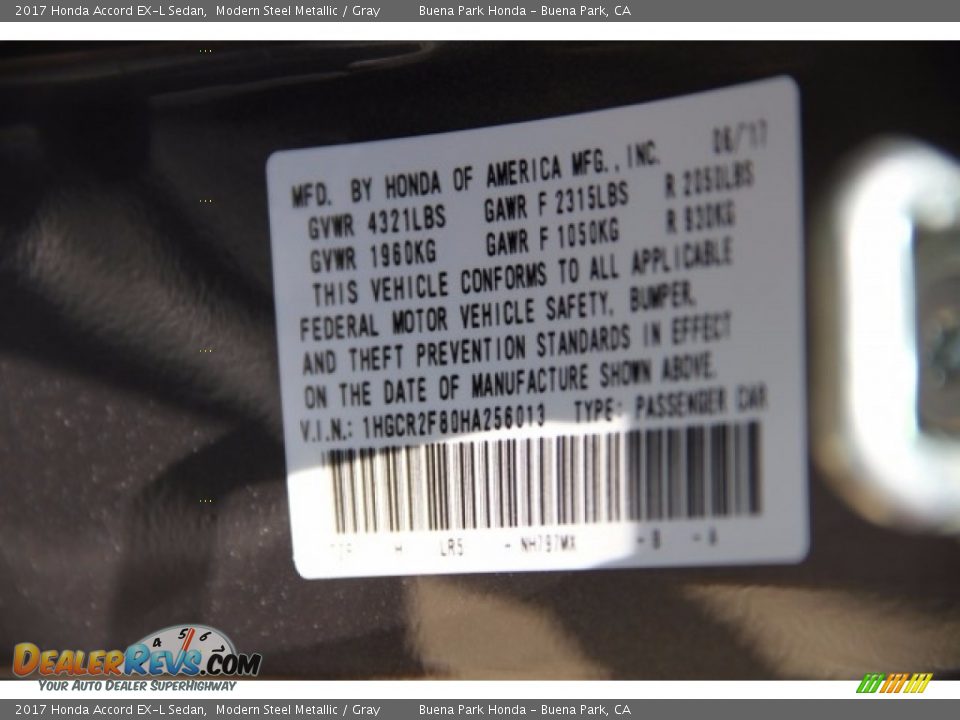 2017 Honda Accord EX-L Sedan, Modern Steel Metallic / Gray Buena Park Honda - Buena Park, CA
06/17
MFD. BY HONDA OF AMERICA MFG., INC.
GVWR 4321LBS GAWR F 2315LBS R 2050LBS
GVWR 1960KG GAWR F 1050KG R 930KG
THIS VEHICLE CONFORMS TO ALL APPLICABLE
FEDERAL MOTOR VEHICLE SAFETY, BUMPER,
AND THEFT PREVENTION STANDARDS IN EFFECT
ON THE DATE OF MANUFACTURE SHOWN ABOVE.
V.I.N.: 1HGCR2F80HA256013 TYPE: PASSENGER CAR
H LR5 - NH797MX
DEALERREVS.COM
4 5 6 7
YOUR AUTO DEALER SUPERHIGHWAY
2017 Honda Accord EX-L Sedan, Modern Steel Metallic / Gray Buena Park Honda - Buena Park, CA